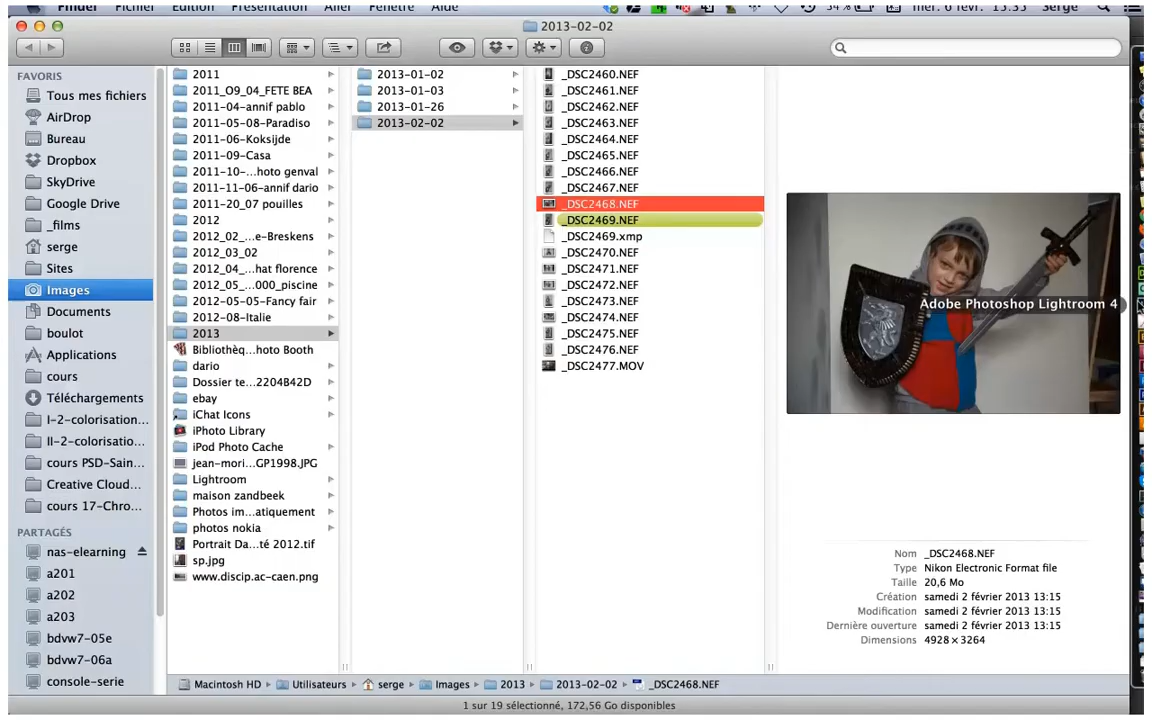 Finder Fichier Édition Présentation Aller Fenêtre Aide 54% mer. 6 févr. 15:35 Serge
2013-02-02
FAVORIS
Tous mes fichiers
AirDrop
Bureau
Dropbox
SkyDrive
Google Drive
_films
serge
Sites
Images
Documents
boulot
Applications
cours
Téléchargements
I-2-colorisation...
II-2-colorisatio...
cours PSD-Sain...
Creative Cloud...
cours 17-Chro...
PARTAGÉS
nas-elearning
a201
a202
a203
bdvw7-05e
bdvw7-06a
console-serie
2011
2011_O9_04_FETE BEA
2011-04-annif pablo
2011-05-08-Paradiso
2011-06-Koksijde
2011-09-Casa
2011-10-...hoto genval
2011-11-06-annif dario
2011-20_07 pouilles
2012
2012_02_...e-Breskens
2012_03_02
2012_04_...hat florence
2012_05_...000_piscine
2012-05-05-Fancy fair
2012-08-Italie
2013
Bibliothèq...hoto Booth
dario
Dossier te...2204B42D
ebay
iChat Icons
iPhoto Library
iPod Photo Cache
jean-mori...GP1998.JPG
Lightroom
maison zandbeek
Photos im...atiquement
photos nokia
Portrait Da...té 2012.tif
sp.jpg
www.discip.ac-caen.png
2013-01-02
2013-01-03
2013-01-26
2013-02-02
_DSC2460.NEF
_DSC2461.NEF
_DSC2462.NEF
_DSC2463.NEF
_DSC2464.NEF
_DSC2465.NEF
_DSC2466.NEF
_DSC2467.NEF
_DSC2468.NEF
_DSC2469.NEF
_DSC2469.xmp
_DSC2470.NEF
_DSC2471.NEF
_DSC2472.NEF
_DSC2473.NEF
_DSC2474.NEF
_DSC2475.NEF
_DSC2476.NEF
_DSC2477.MOV
Adobe Photoshop Lightroom 4
Nom _DSC2468.NEF
Type Nikon Electronic Format file
Taille 20,6 Mo
Création samedi 2 février 2013 13:15
Modification samedi 2 février 2013 13:15
Dernière ouverture samedi 2 février 2013 13:15
Dimensions 4928 × 3264
Macintosh HD Utilisateurs serge Images 2013 2013-02-02 _DSC2468.NEF
1 sur 19 sélectionné, 172,56 Go disponibles